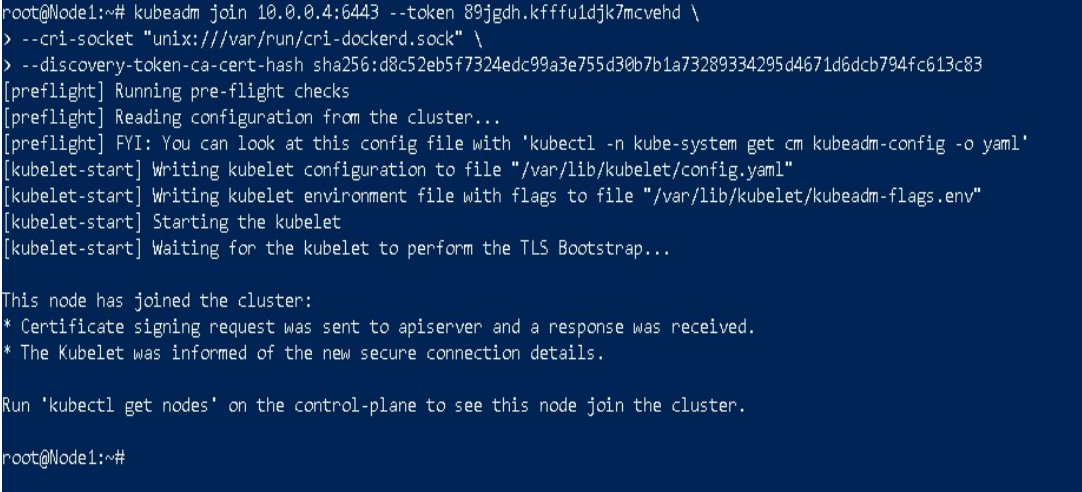 root@Node1:~# kubeadm join 10.0.0.4:6443 --token 89jgdh.kfffu1djk7mcvehd \
> --cri-socket "unix:///var/run/cri-dockerd.sock" \
> --discovery-token-ca-cert-hash sha256:d8c52eb5f7324edc99a3e755d30b7b1a73289334295d4671d6dcb794fc613c83
[preflight] Running pre-flight checks
[preflight] Reading configuration from the cluster...
[preflight] FYI: You can look at this config file with 'kubectl -n kube-system get cm kubeadm-config -o yaml'
[kubelet-start] Writing kubelet configuration to file "/var/lib/kubelet/config.yaml"
[kubelet-start] Writing kubelet environment file with flags to file "/var/lib/kubelet/kubeadm-flags.env"
[kubelet-start] Starting the kubelet
[kubelet-start] Waiting for the kubelet to perform the TLS Bootstrap...
This node has joined the cluster:
* Certificate signing request was sent to apiserver and a response was received.
* The Kubelet was informed of the new secure connection details.
Run 'kubectl get nodes' on the control-plane to see this node join the cluster.
root@Node1:~#